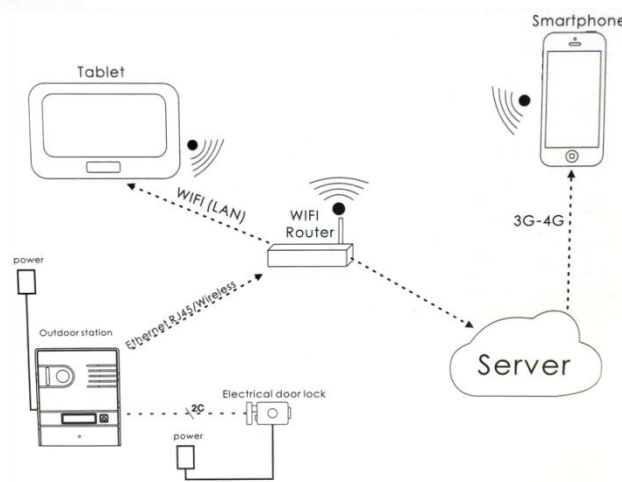 Smartphone
Tablet
WIFI (LAN)
WIFI
Router
3G-4G
power
Ethernet RJ45/Wireless
Outdoor station
Server
Electrical door lock
2C
power